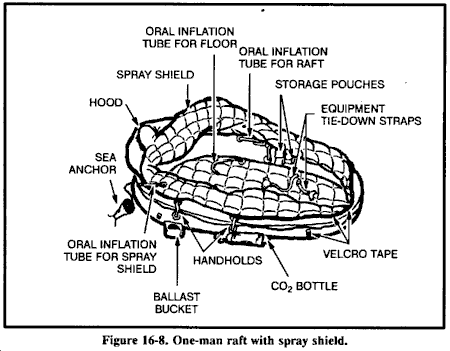 ORAL INFLATION
TUBE FOR FLOOR
ORAL INFLATION
TUBE FOR RAFT
SPRAY SHIELD
STORAGE POUCHES
HOOD
EQUIPMENT
TIE-DOWN STRAPS
SEA
ANCHOR
ORAL INFLATION
TUBE FOR SPRAY
SHIELD
HANDHOLDS
VELCRO TAPE
BALLAST
BUCKET
CO₂ BOTTLE
Figure 16-8. One-man raft with spray shield.